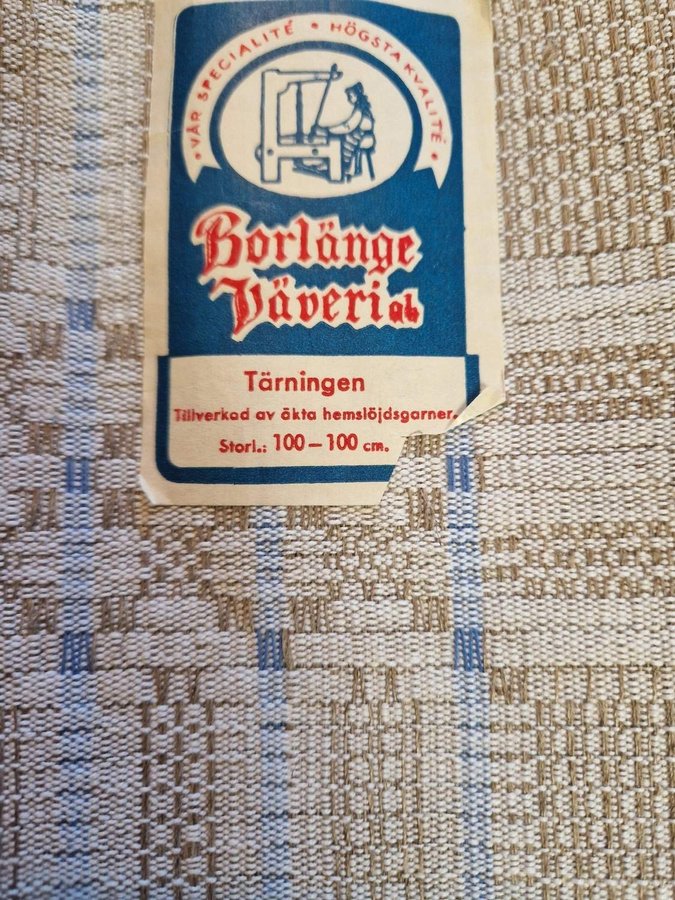 • VÅR SPECIALITÉ • HÖGSTA KVALITÉ •
Borlänge
Väveri ab
Tärningen
Tillverkad av äkta hemslöjdsgarner.
Storl.: 100 – 100 cm.